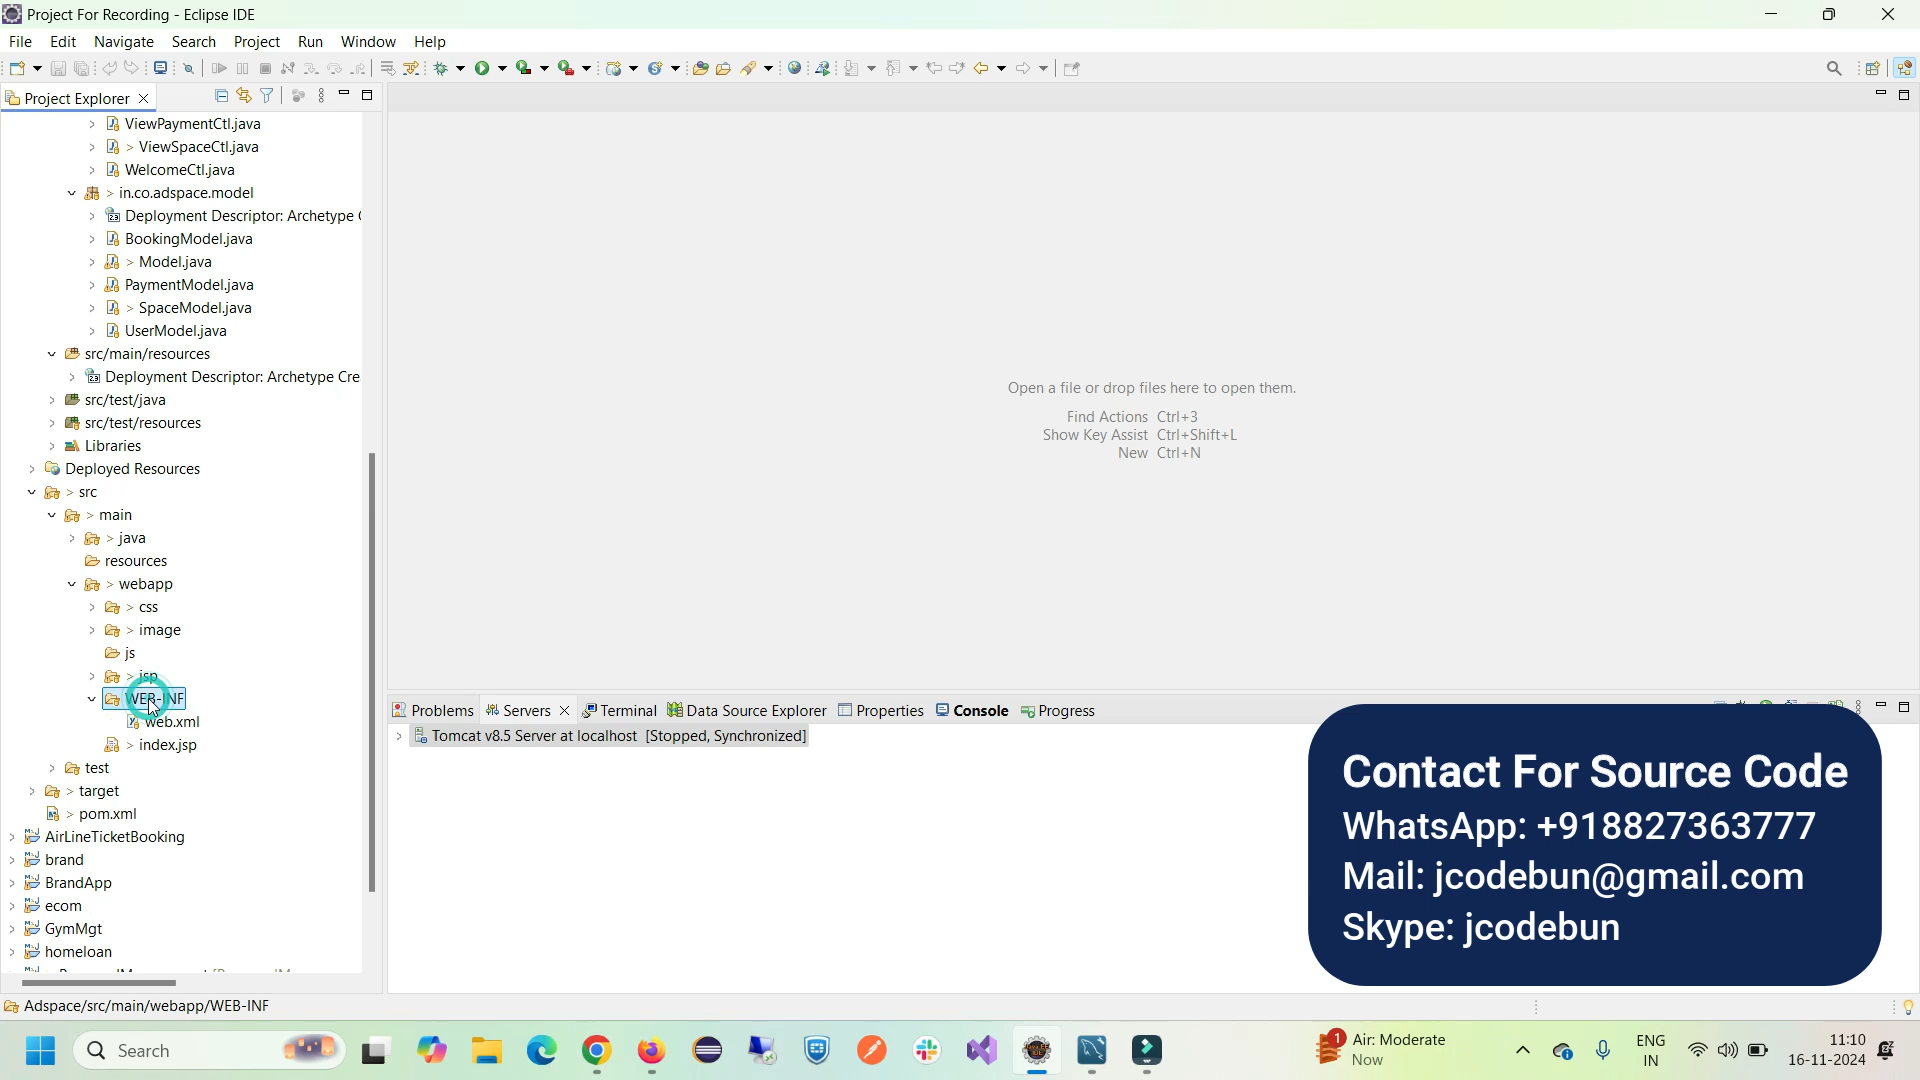 Project For Recording - Eclipse IDE
File Edit Navigate Search Project Run Window Help
Project Explorer
ViewPaymentCtl.java
> ViewSpaceCtl.java
WelcomeCtl.java
> in.co.adspace.model
Deployment Descriptor: Archetype
BookingModel.java
> Model.java
PaymentModel.java
> SpaceModel.java
UserModel.java
src/main/resources
Deployment Descriptor: Archetype Cre
src/test/java
src/test/resources
Libraries
Deployed Resources
> src
> main
> java
resources
> webapp
> css
> image
js
> jsp
WEB-INF
web.xml
> index.jsp
test
> target
> pom.xml
AirLineTicketBooking
brand
BrandApp
ecom
GymMgt
homeloan
Open a file or drop files here to open them.
Find Actions Ctrl+3
Show Key Assist Ctrl+Shift+L
New Ctrl+N
Problems Servers Terminal Data Source Explorer Properties Console Progress
Tomcat v8.5 Server at localhost [Stopped, Synchronized]
Contact For Source Code
WhatsApp: +918827363777
Mail: jcodebun@gmail.com
Skype: jcodebun
Adspace/src/main/webapp/WEB-INF
Search
1
Air: Moderate
Now
ENG
IN
11:10
16-11-2024